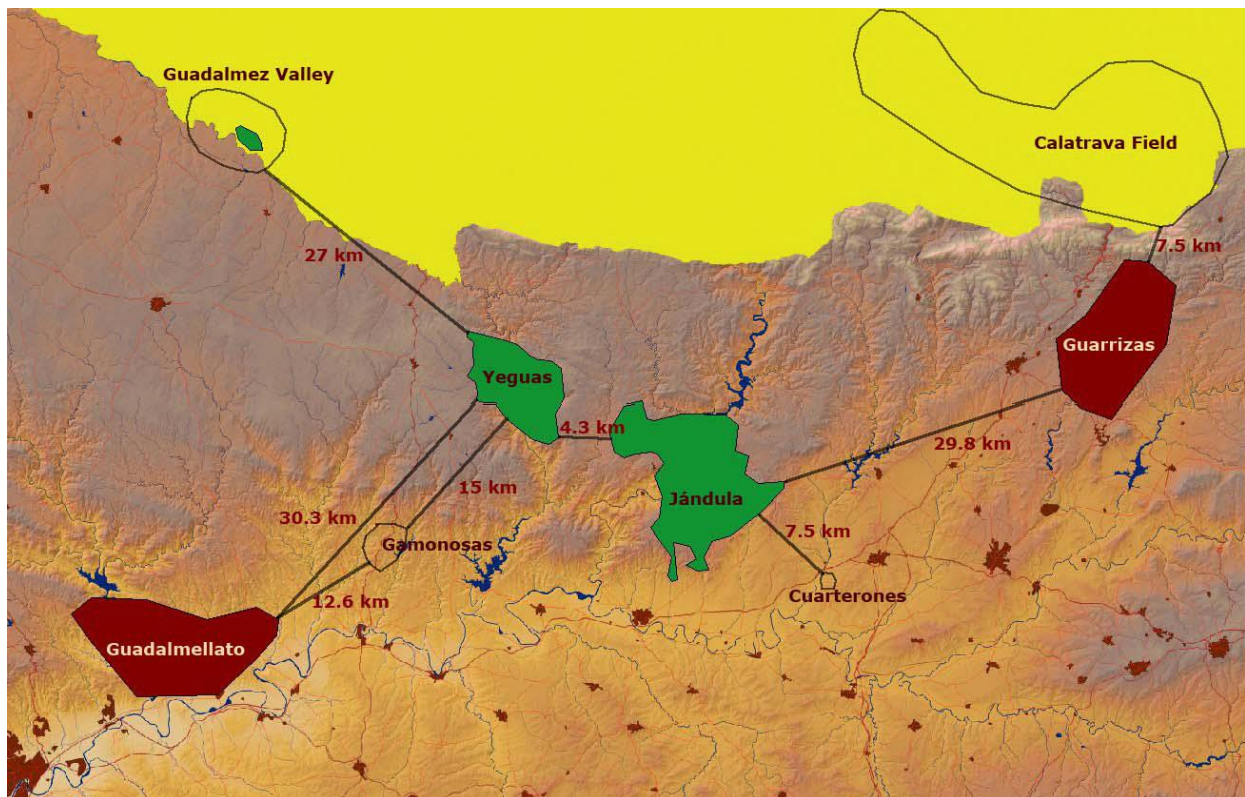 Guadalmez Valley
Calatrava Field
27 km
7.5 km
Guarrizas
Yeguas
4.3 km
29.8 km
15 km
Jándula
30.3 km
7.5 km
Gamonosas
Cuarterones
12.6 km
Guadalmellato